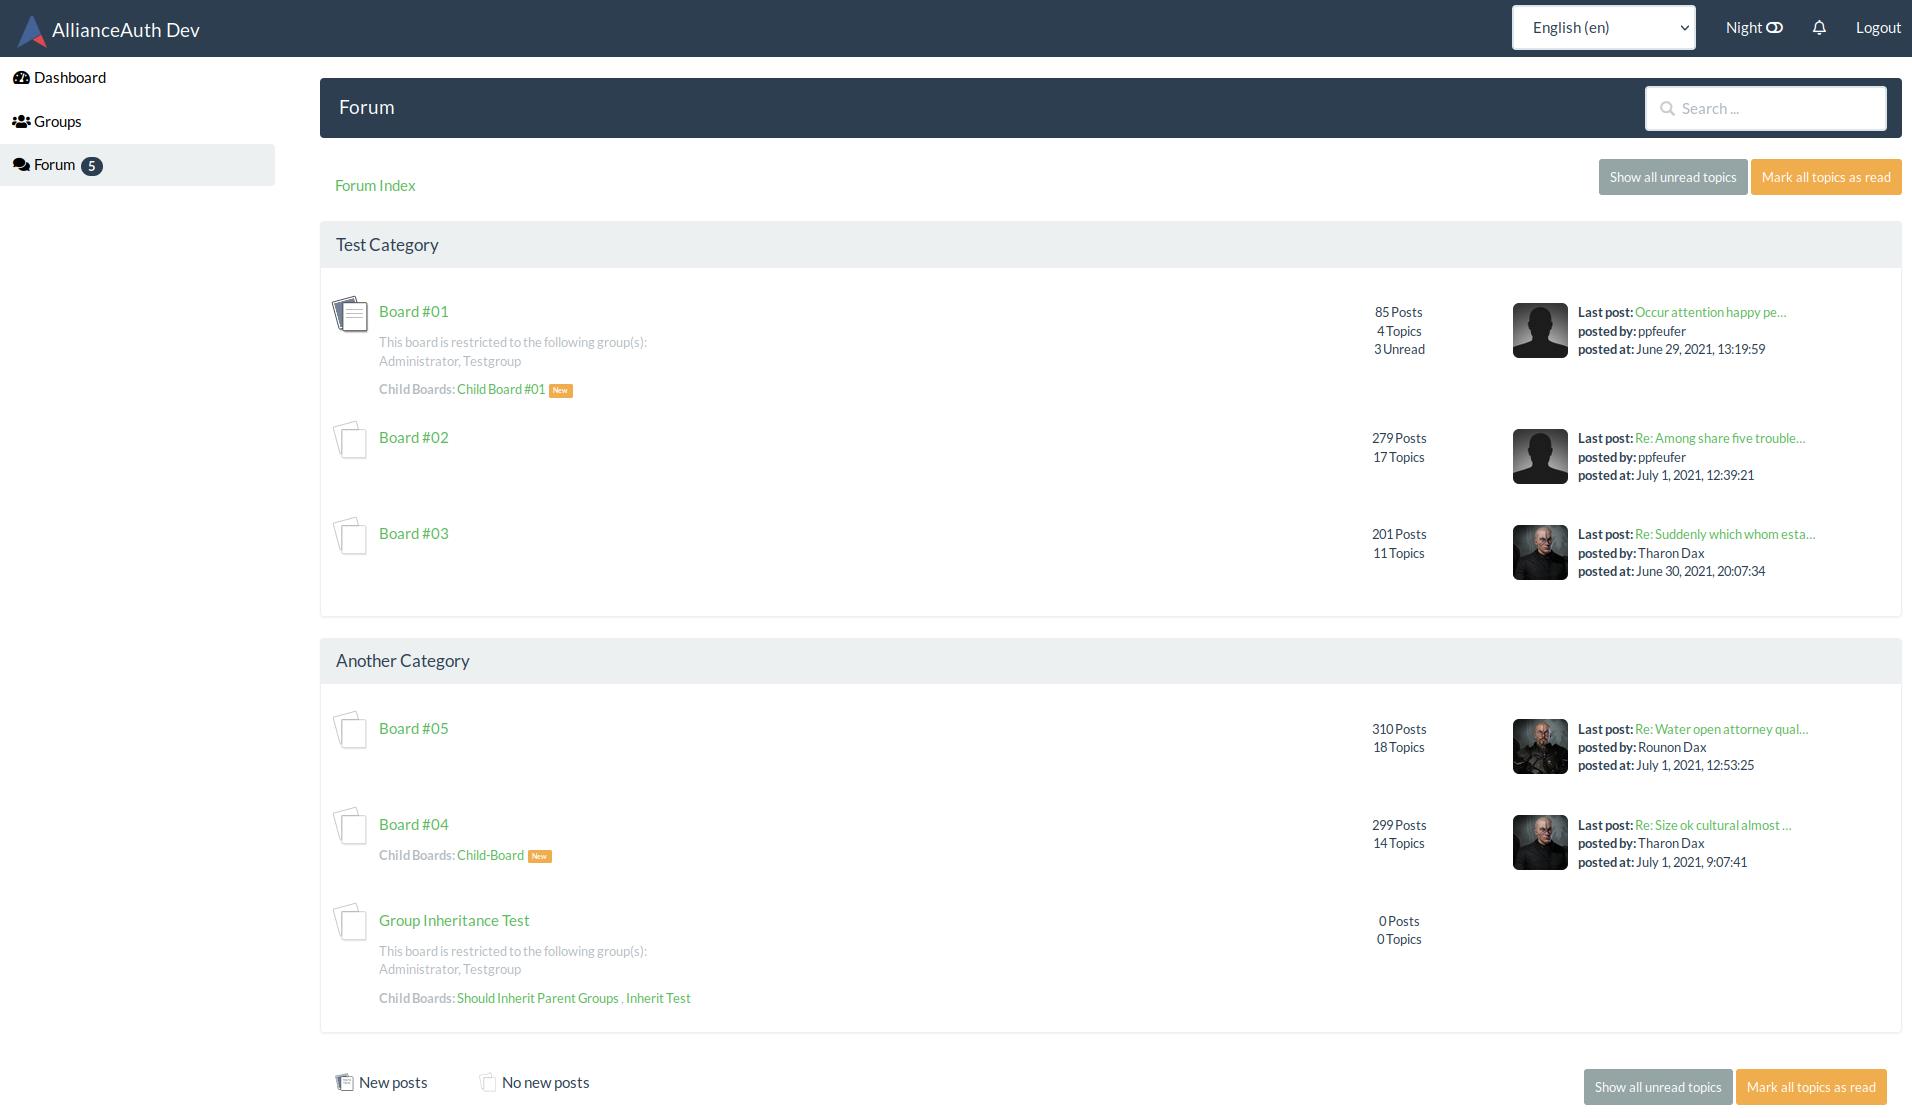 AllianceAuth Dev
English (en)
Night
Logout
Dashboard
Groups
Forum 5
Forum
Search ...
Forum Index
Show all unread topics
Mark all topics as read
Test Category
Board #01
This board is restricted to the following group(s):
Administrator, Testgroup
Child Boards: Child Board #01 New
85 Posts
4 Topics
3 Unread
Last post: Occur attention happy pe...
posted by: ppfeufer
posted at: June 29, 2021, 13:19:59
Board #02
279 Posts
17 Topics
Last post: Re: Among share five trouble...
posted by: ppfeufer
posted at: July 1, 2021, 12:39:21
Board #03
201 Posts
11 Topics
Last post: Re: Suddenly which whom esta...
posted by: Tharon Dax
posted at: June 30, 2021, 20:07:34
Another Category
Board #05
310 Posts
18 Topics
Last post: Re: Water open attorney qual...
posted by: Rounon Dax
posted at: July 1, 2021, 12:53:25
Board #04
Child Boards: Child-Board New
299 Posts
14 Topics
Last post: Re: Size ok cultural almost ...
posted by: Tharon Dax
posted at: July 1, 2021, 9:07:41
Group Inheritance Test
This board is restricted to the following group(s):
Administrator, Testgroup
Child Boards: Should Inherit Parent Groups , Inherit Test
0 Posts
0 Topics
New posts
No new posts
Show all unread topics
Mark all topics as read